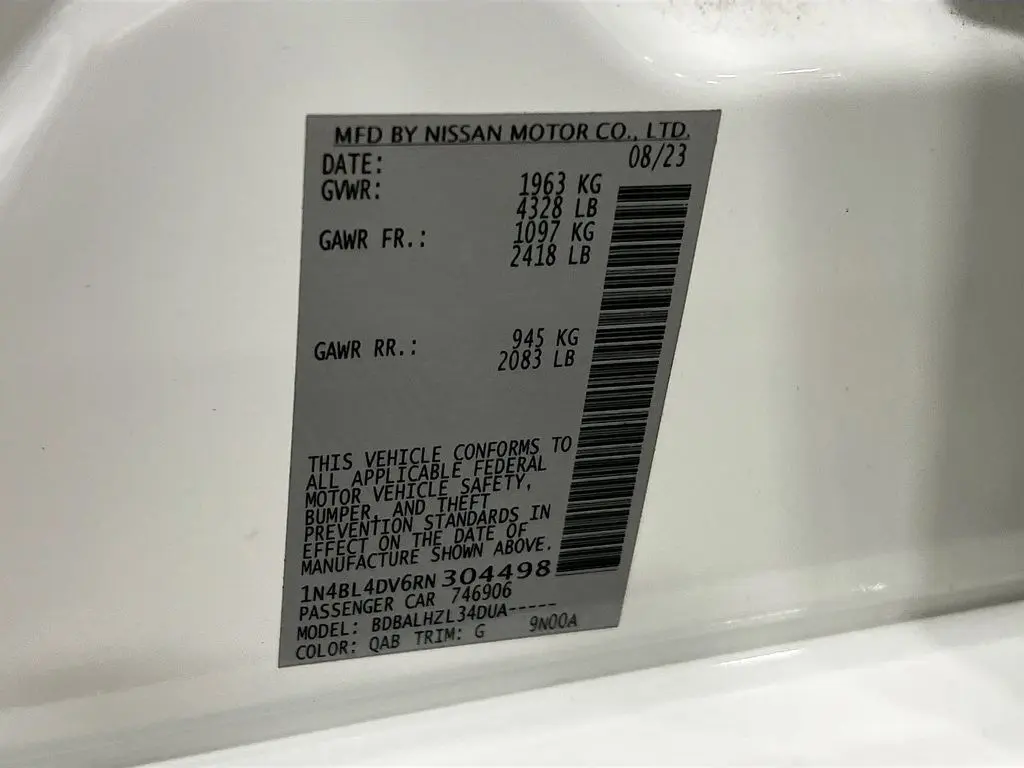 MFD BY NISSAN MOTOR CO., LTD.
DATE: 08/23
GVWR: 1963 KG
4328 LB
GAWR FR.: 1097 KG
2418 LB
GAWR RR.: 945 KG
2083 LB
THIS VEHICLE CONFORMS TO
ALL APPLICABLE FEDERAL
MOTOR VEHICLE SAFETY,
BUMPER, AND THEFT
PREVENTION STANDARDS IN
EFFECT ON THE DATE OF
MANUFACTURE SHOWN ABOVE.
1N4BL4DV6RN304498
PASSENGER CAR 746906
MODEL: BDBALHZL34DUA-----
COLOR: QAB TRIM: G 9N00A